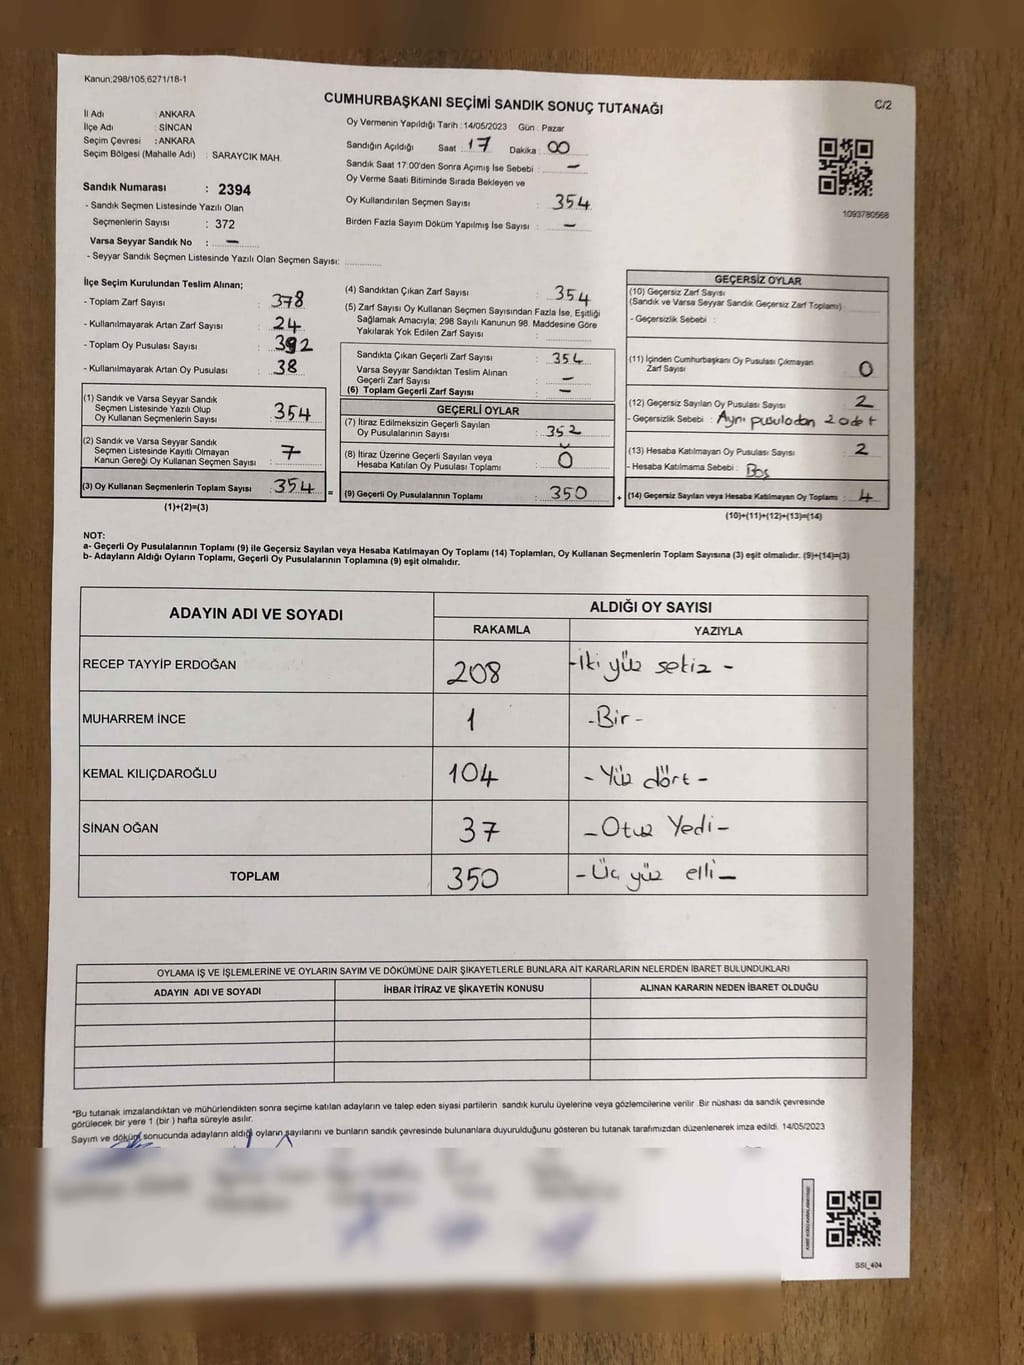 Kanun;298/105,6271/18-1
CUMHURBAŞKANI SEÇİMİ SANDIK SONUÇ TUTANAĞI
C/2
İl Adı : ANKARA
İlçe Adı : SİNCAN
Seçim Çevresi : ANKARA
Seçim Bölgesi (Mahalle Adı) : SARAYCIK MAH.
Sandık Numarası : 2394
- Sandık Seçmen Listesinde Yazılı Olan
Seçmenlerin Sayısı : 372
Varsa Seyyar Sandık No : –
- Seyyar Sandık Seçmen Listesinde Yazılı Olan Seçmen Sayısı:
Oy Vermenin Yapıldığı Tarih :14/05/2023 Gün : Pazar
Sandığın Açıldığı Saat : 17 Dakika : 00
Sandık Saat 17:00'den Sonra Açımış İse Sebebi : –
Oy Verme Saati Bitiminde Sırada Bekleyen ve
Oy Kullandırılan Seçmen Sayısı : 354
Birden Fazla Sayım Döküm Yapılmış İse Sayısı : –
1093780568
İlçe Seçim Kurulundan Teslim Alınan;
- Toplam Zarf Sayısı : 378
- Kullanılmayarak Artan Zarf Sayısı : 24
- Toplam Oy Pusulası Sayısı : 392
- Kullanılmayarak Artan Oy Pusulası : 38
(1) Sandık ve Varsa Seyyar Sandık
Seçmen Listesinde Yazılı Olup
Oy Kullanan Seçmenlerin Sayısı : 354
(2) Sandık ve Varsa Seyyar Sandık
Seçmen Listesinde Kayıtlı Olmayan
Kanun Gereği Oy Kullanan Seçmen Sayısı : 7
(3) Oy Kullanan Seçmenlerin Toplam Sayısı : 354 =
(1)+(2)=(3)
(4) Sandıktan Çıkan Zarf Sayısı : 354
(5) Zarf Sayısı Oy Kullanan Seçmen Sayısından Fazla İse, Eşitliği
Sağlamak Amacıyla; 298 Sayılı Kanunun 98. Maddesine Göre
Yakılarak Yok Edilen Zarf Sayısı :
Sandıkta Çıkan Geçerli Zarf Sayısı : 354
Varsa Seyyar Sandıktan Teslim Alınan
Geçerli Zarf Sayısı : –
(6) Toplam Geçerli Zarf Sayısı : –
GEÇERLİ OYLAR
(7) İtiraz Edilmeksizin Geçerli Sayılan
Oy Pusulalarının Sayısı : 352
(8) İtiraz Üzerine Geçerli Sayılan veya
Hesaba Katılan Oy Pusulası Toplamı : 0
(9) Geçerli Oy Pusulalarının Toplamı : 350 +
GEÇERSİZ OYLAR
(10) Geçersiz Zarf Sayısı
(Sandık ve Varsa Seyyar Sandık Geçersiz Zarf Toplamı) :
- Geçersizlik Sebebi :
(11) İçinden Cumhurbaşkanı Oy Pusulası Çıkmayan
Zarf Sayısı : 0
(12) Geçersiz Sayılan Oy Pusulası Sayısı : 2
- Geçersizlik Sebebi : Aynı pusuladan 2 adet
(13) Hesaba Katılmayan Oy Pusulası Sayısı : 2
- Hesaba Katılmama Sebebi : Boş
(14) Geçersiz Sayılan veya Hesaba Katılmayan Oy Toplamı : 4
(10)+(11)+(12)+(13)=(14)
NOT:
a- Geçerli Oy Pusulalarının Toplamı (9) ile Geçersiz Sayılan veya Hesaba Katılmayan Oy Toplamı (14) Toplamları, Oy Kullanan Seçmenlerin Toplam Sayısına (3) eşit olmalıdır. (9)+(14)=(3)
b- Adayların Aldığı Oyların Toplamı, Geçerli Oy Pusulalarının Toplamına (9) eşit olmalıdır.
ADAYIN ADI VE SOYADI ALDIĞI OY SAYISI
RAKAMLA YAZIYLA
RECEP TAYYİP ERDOĞAN 208 -İki yüz sekiz -
MUHARREM İNCE 1 -Bir-
KEMAL KILIÇDAROĞLU 104 - Yüz dört -
SİNAN OĞAN 37 - Otuz Yedi -
TOPLAM 350 - Üç yüz elli -
OYLAMA İŞ VE İŞLEMLERİNE VE OYLARIN SAYIM VE DÖKÜMÜNE DAİR ŞİKAYETLERLE BUNLARA AİT KARARLARIN NELERDEN İBARET BULUNDUKLARI
ADAYIN ADI VE SOYADI İHBAR İTİRAZ VE ŞİKAYETİN KONUSU ALINAN KARARIN NEDEN İBARET OLDUĞU
*Bu tutanak imzalandıktan ve mühürlendikten sonra seçime katılan adayların ve talep eden siyasi partilerin sandık kurulu üyelerine veya gözlemcilerine verilir. Bir nüshası da sandık çevresinde
görülecek bir yere 1 (bir ) hafta süreyle asılır.
Sayım ve döküm sonucunda adayların aldığı oyların sayılarını ve bunların sandık çevresinde bulunanlara duyurulduğunu gösteren bu tutanak tarafımızdan düzenlenerek imza edildi. 14/05/2023
SSI_404